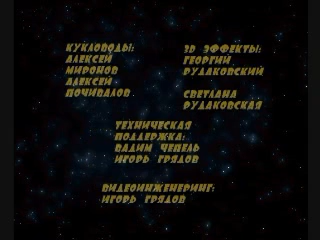 КУКЛОВОДЫ:
АЛЕКСЕЙ
МИРОНОВ
АЛЕКСЕЙ
ПОЧИВАЛОВ
3D ЭФФЕКТЫ:
ГЕОРГИЙ
РУДАКОВСКИЙ
СВЕТЛАНА
РУДАКОВСКАЯ
ТЕХНИЧЕСКАЯ
ПОДДЕРЖКА:
ВАДИМ ЧЕПЕЛЬ
ИГОРЬ ГРЯДОВ
ВИДЕОИНЖЕНЕРИНГ:
ИГОРЬ ГРЯДОВ